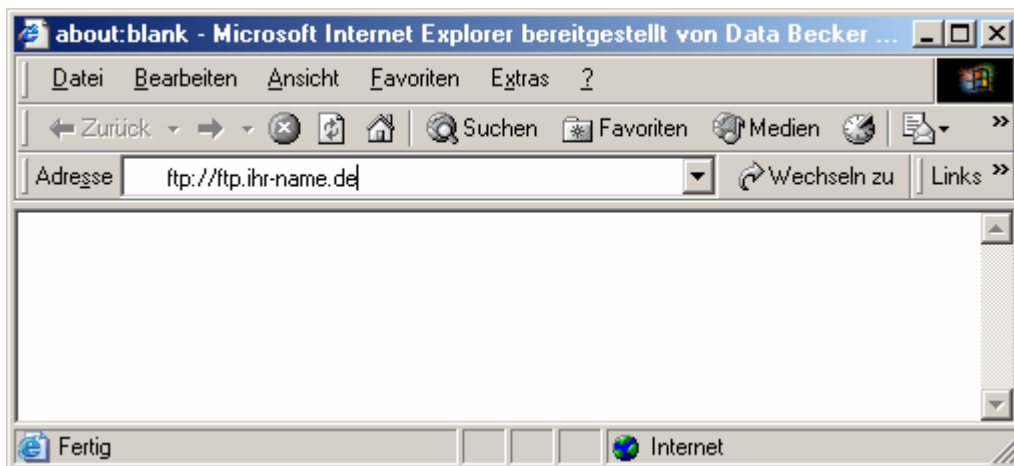 about:blank - Microsoft Internet Explorer bereitgestellt von Data Becker ...
Datei Bearbeiten Ansicht Favoriten Extras ?
Zurück Suchen Favoriten Medien »
Adresse ftp://ftp.ihr-name.de Wechseln zu Links »
Fertig Internet